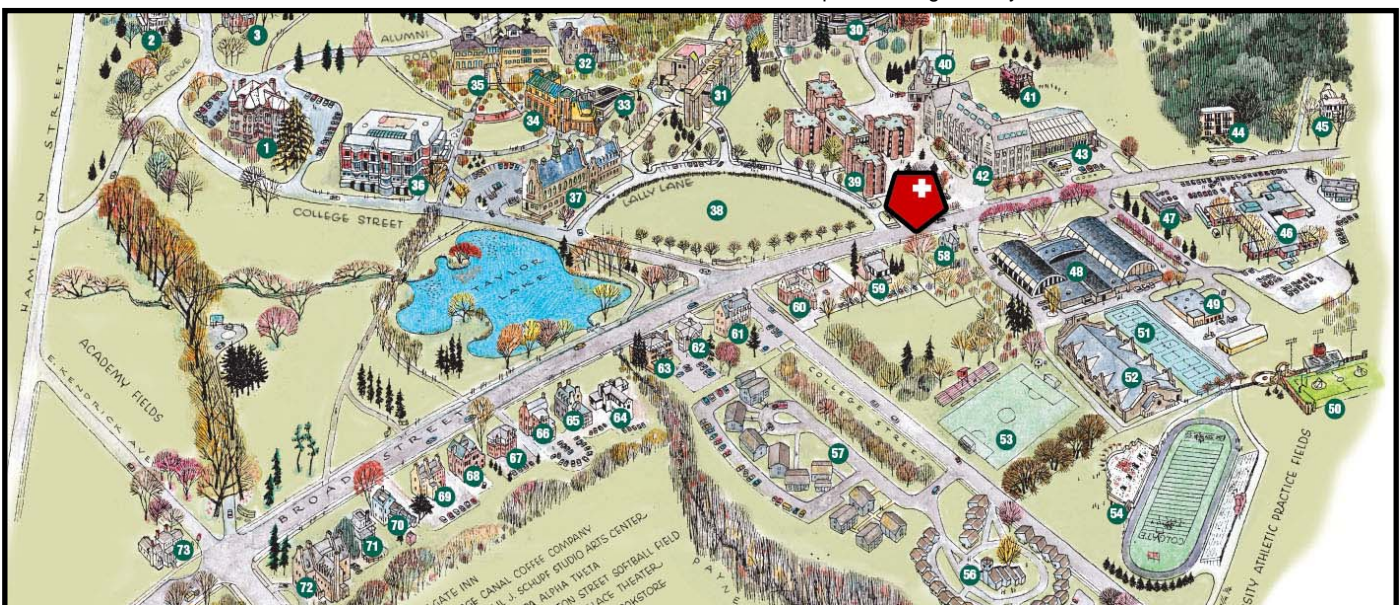 2
3
ALUMNI
30
HAMILTON STREET
OAK DRIVE
35
32
40
41
33
34
31
44
45
1
43
36
42
39
37
LALLY LANE
38
COLLEGE STREET
47
46
58
TAYLOR
LAKE
48
59
60
49
61
51
62
ACADEMY FIELDS
63
52
50
E. KENDRICK AVE
64
65
66
COLLEGE STREET
53
67
57
68
BROAD STREET
69
54
70
COLGATE
71
73
56
72
GATE INN
CANAL COFFEE COMPANY
J. SCHUPF STUDIO ARTS CENTER
ALPHA THETA
STREET SOFTBALL FIELD
THEATER
BOOKSTORE
PAYNE
SITY ATHLETIC PRACTICE FIELDS